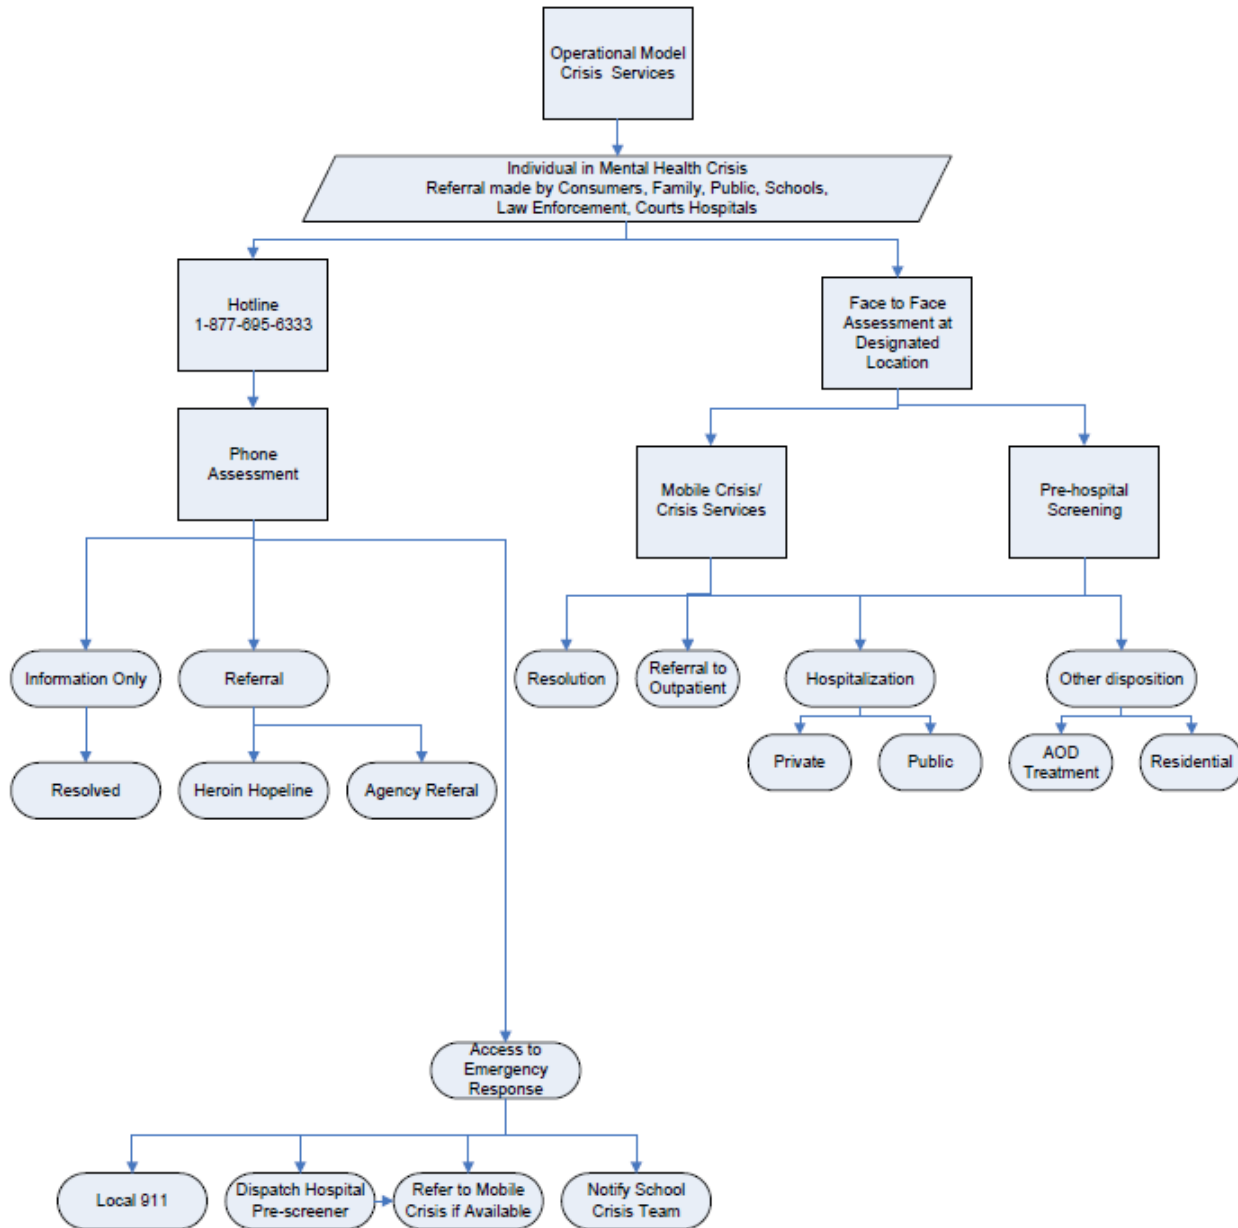 Operational Model
Crisis Services
Individual in Mental Health Crisis
Referral made by Consumers, Family, Public, Schools,
Law Enforcement, Courts Hospitals
Hotline
1-877-695-6333
Face to Face
Assessment at
Designated
Location
Phone
Assessment
Mobile Crisis/
Crisis Services
Pre-hospital
Screening
Information Only
Referral
Resolution
Referral to
Outpatient
Hospitalization
Other disposition
Resolved
Heroin Hopeline
Agency Referal
Private
Public
AOD
Treatment
Residential
Access to
Emergency
Response
Local 911
Dispatch Hospital
Pre-screener
Refer to Mobile
Crisis if Available
Notify School
Crisis Team